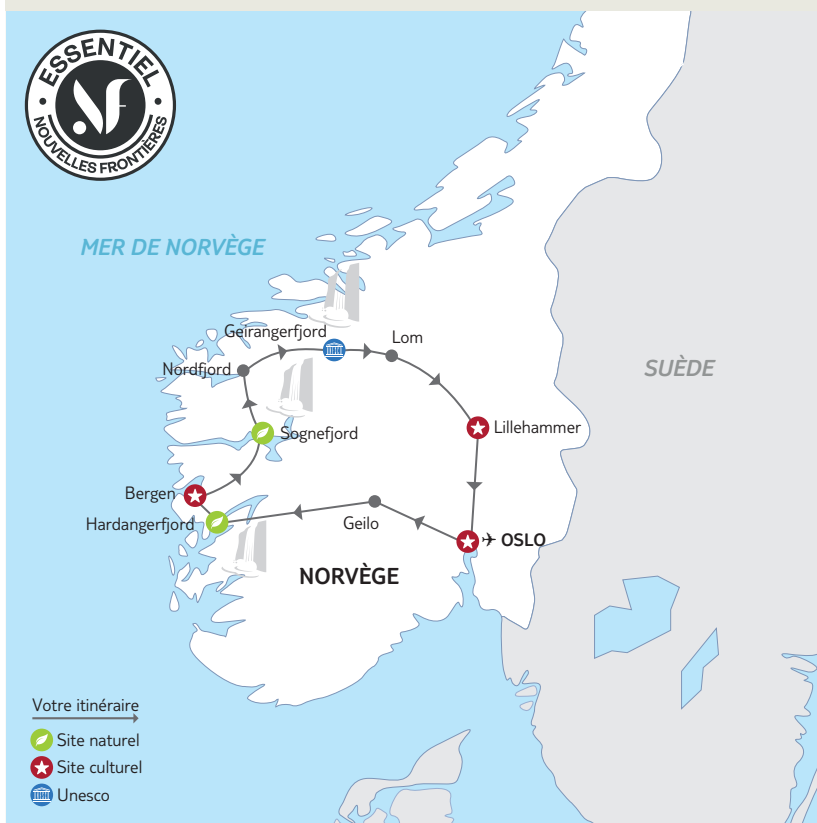 ESSENTIEL
NF
NOUVELLES FRONTIÈRES
MER DE NORVÈGE
Geirangerfjord
Lom
Nordfjord
SUÈDE
Sognefjord
Lillehammer
Bergen
Hardangerfjord
Geilo
OSLO
NORVÈGE
Votre itinéraire
Site naturel
Site culturel
Unesco